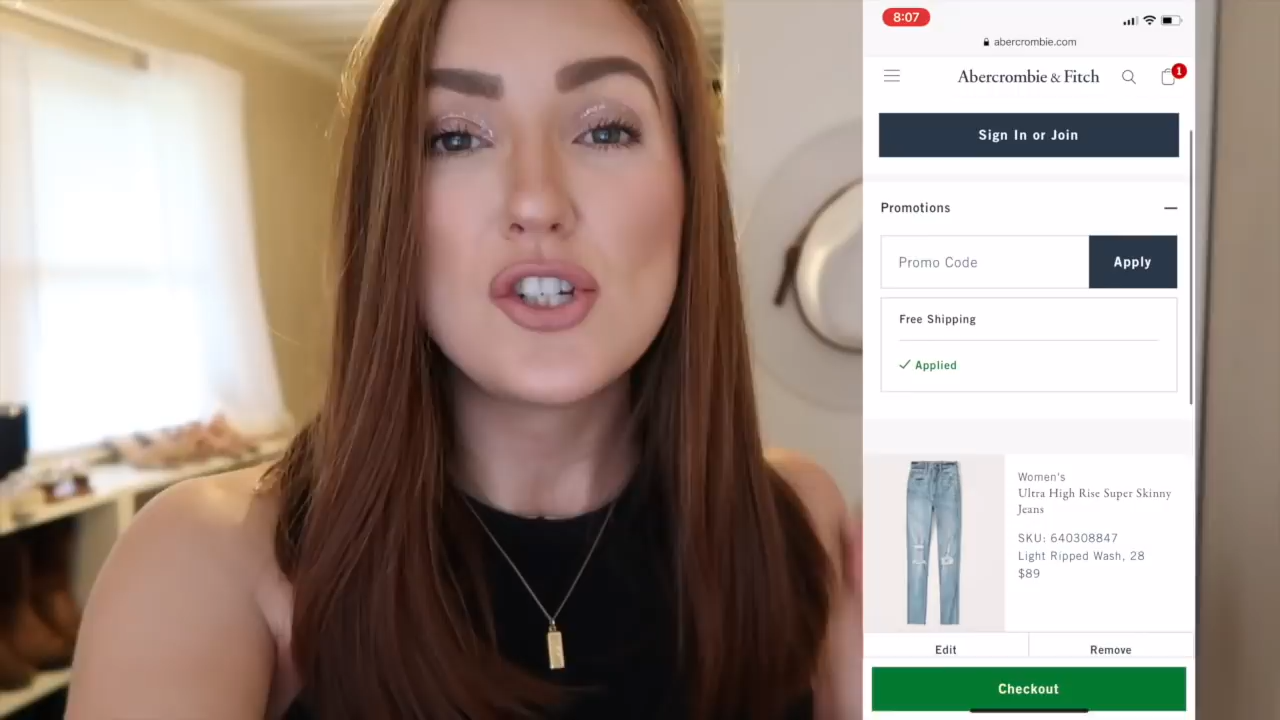 8:07
abercrombie.com
Abercrombie & Fitch
1
Sign In or Join
Promotions
Promo Code
Apply
Free Shipping
Applied
Women's
Ultra High Rise Super Skinny
Jeans
SKU: 640308847
Light Ripped Wash, 28
$89
Edit
Remove
Checkout